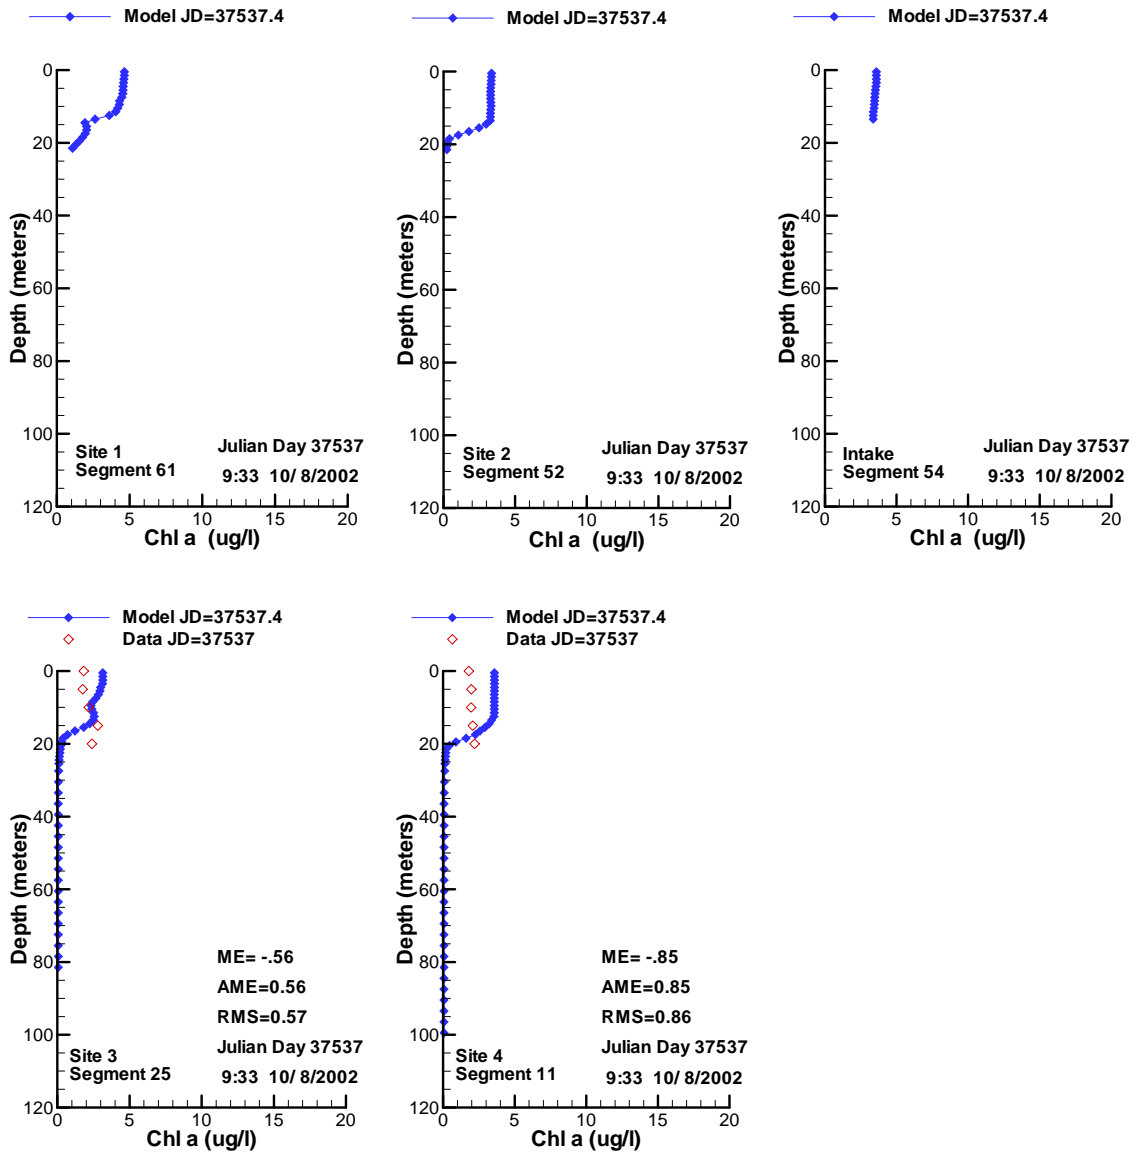 Model JD=37537.4
0
20
40
60
80
100
120
0 5 10 15 20
Depth (meters)
Chl a (ug/l)
Site 1
Segment 61
Julian Day 37537
9:33 10/ 8/2002
Model JD=37537.4
0
20
40
60
80
100
120
0 5 10 15 20
Depth (meters)
Chl a (ug/l)
Site 2
Segment 52
Julian Day 37537
9:33 10/ 8/2002
Model JD=37537.4
0
20
40
60
80
100
120
0 5 10 15 20
Depth (meters)
Chl a (ug/l)
Intake
Segment 54
Julian Day 37537
9:33 10/ 8/2002
Model JD=37537.4
Data JD=37537
0
20
40
60
80
100
120
0 5 10 15 20
Depth (meters)
Chl a (ug/l)
ME= -.56
AME=0.56
RMS=0.57
Site 3
Segment 25
Julian Day 37537
9:33 10/ 8/2002
Model JD=37537.4
Data JD=37537
0
20
40
60
80
100
120
0 5 10 15 20
Depth (meters)
Chl a (ug/l)
ME= -.85
AME=0.85
RMS=0.86
Site 4
Segment 11
Julian Day 37537
9:33 10/ 8/2002